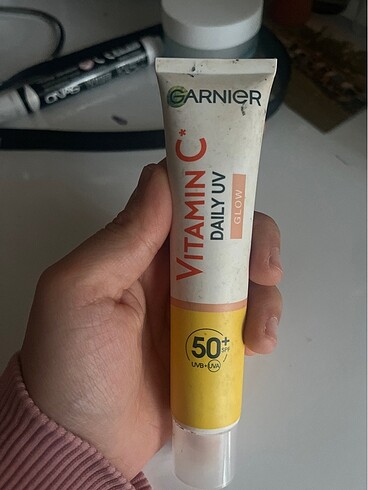 GARNIER
VITAMIN C*
DAILY UV
GLOW
50+
SPF
UVB+UVA